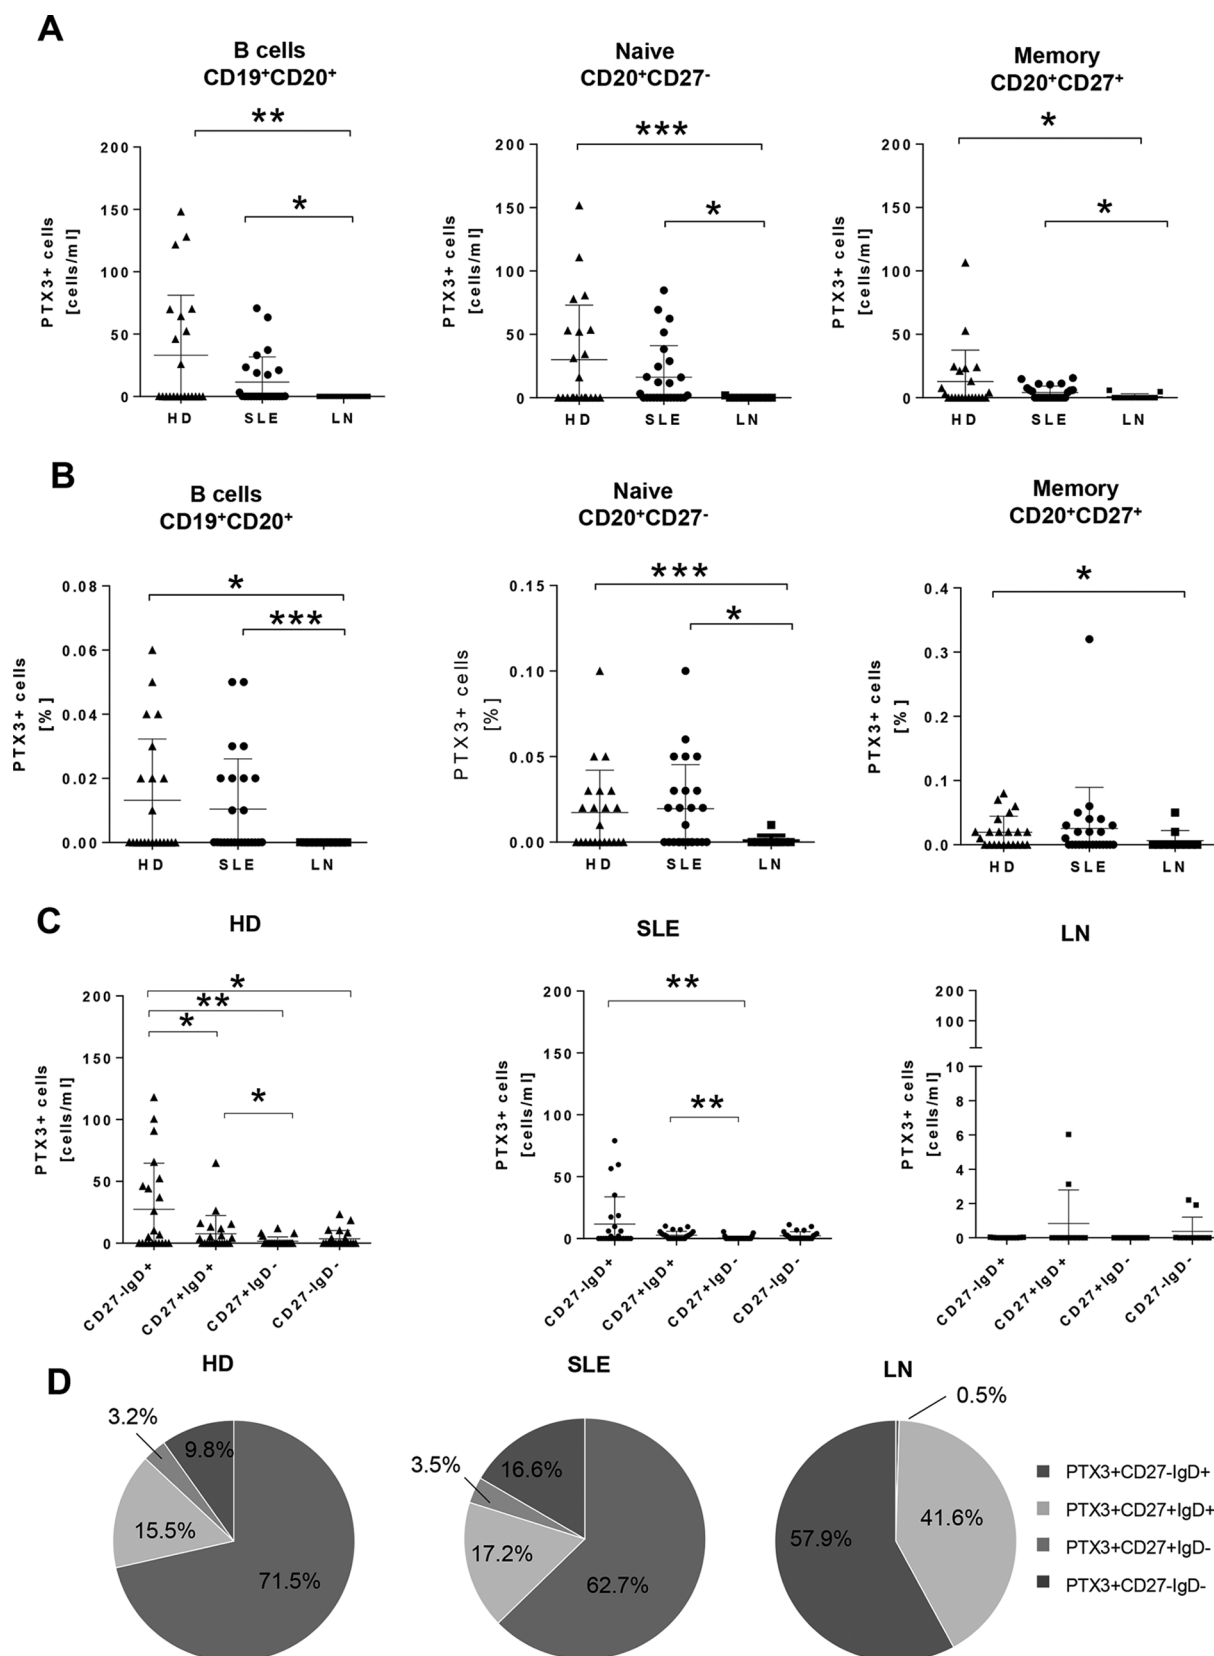 A
B cells
CD19+CD20+
**
*
PTX3+ cells
[cells/ml]
200
150
100
50
0
HD SLE LN
Naive
CD20+CD27-
***
*
PTX3+ cells
[cells/ml]
200
150
100
50
0
HD SLE LN
Memory
CD20+CD27+
*
*
PTX3+ cells
[cells/ml]
200
150
100
50
0
HD SLE LN
B
B cells
CD19+CD20+
*
***
PTX3+ cells
[%]
0.08
0.06
0.04
0.02
0.00
HD SLE LN
Naive
CD20+CD27-
***
*
PTX3+ cells
[%]
0.15
0.10
0.05
0.00
HD SLE LN
Memory
CD20+CD27+
*
PTX3+ cells
[%]
0.4
0.3
0.2
0.1
0.0
HD SLE LN
C
HD
*
**
*
*
PTX3+ cells
[cells/ml]
200
150
100
50
0
CD27-IgD+
CD27+IgD+
CD27+IgD-
CD27-IgD-
SLE
**
**
PTX3+ cells
[cells/ml]
200
150
100
50
0
CD27-IgD+
CD27+IgD+
CD27+IgD-
CD27-IgD-
LN
PTX3+ cells
[cells/ml]
200
100
10
8
6
4
2
0
CD27-IgD+
CD27+IgD+
CD27+IgD-
CD27-IgD-
D
HD
3.2%
9.8%
15.5%
71.5%
SLE
3.5%
16.6%
17.2%
62.7%
LN
0.5%
41.6%
57.9%
PTX3+CD27-IgD+
PTX3+CD27+IgD+
PTX3+CD27+IgD-
PTX3+CD27-IgD-